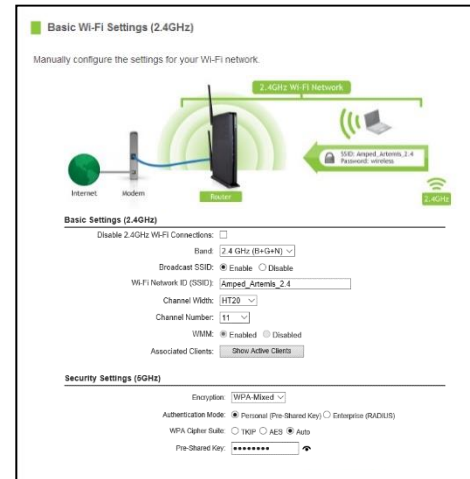 Basic Wi-Fi Settings (2.4GHz)
Manually configure the settings for your Wi-Fi network.
2.4GHz Wi-Fi Network
SSID: Amped_Artemis_2.4
Password: wireless
Internet
Modem
Router
2.4GHz
Basic Settings (2.4GHz)
Disable 2.4GHz Wi-Fi Connections:
Band: 2.4 GHz (B+G+N)
Broadcast SSID: Enable Disable
Wi-Fi Network ID (SSID): Amped_Artemis_2.4
Channel Width: HT20
Channel Number: 11
WMM: Enabled Disabled
Associated Clients: Show Active Clients
Security Settings (5GHz)
Encryption: WPA-Mixed
Authentication Mode: Personal (Pre-Shared Key) Enterprise (RADIUS)
WPA Cipher Suite: TKIP AES Auto
Pre-Shared Key: ••••••••